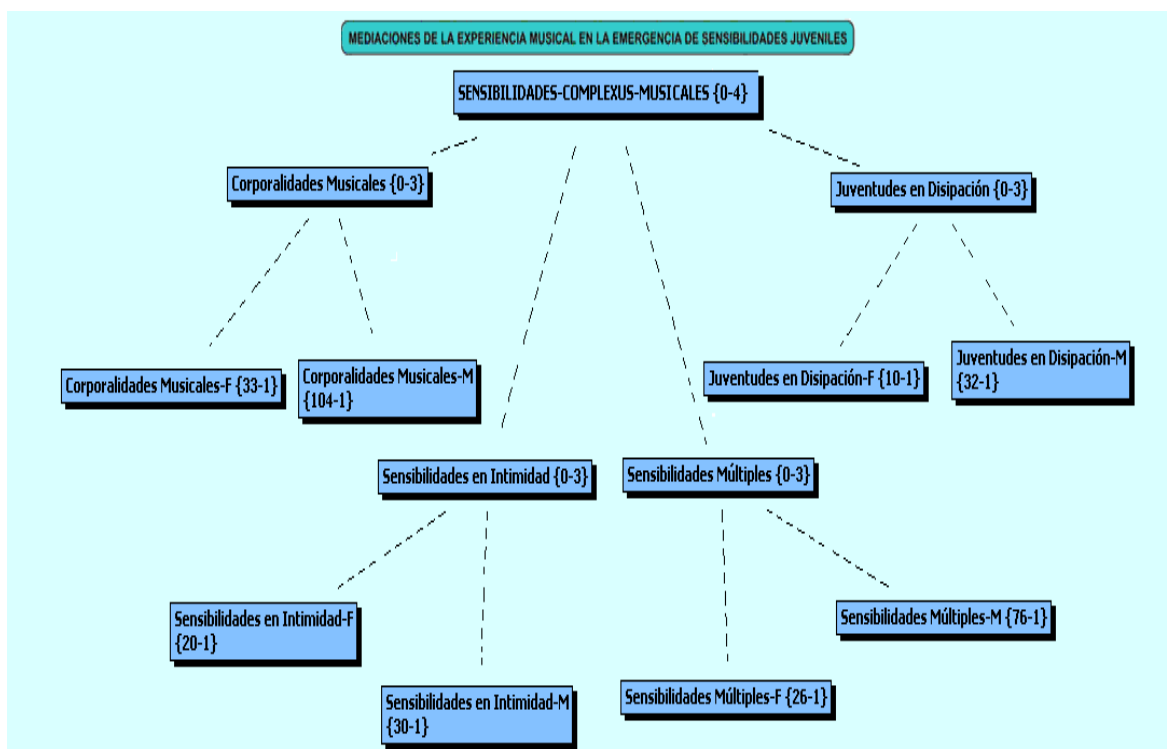 MEDIACIONES DE LA EXPERIENCIA MUSICAL EN LA EMERGENCIA DE SENSIBILIDADES JUVENILES
SENSIBILIDADES-COMPLEXUS-MUSICALES {0-4}
Corporalidades Musicales {0-3}
Juventudes en Disipación {0-3}
Corporalidades Musicales-F {33-1}
Corporalidades Musicales-M
{104-1}
Juventudes en Disipación-F {10-1}
Juventudes en Disipación-M
{32-1}
Sensibilidades en Intimidad {0-3}
Sensibilidades Múltiples {0-3}
Sensibilidades en Intimidad-F
{20-1}
Sensibilidades en Intimidad-M
{30-1}
Sensibilidades Múltiples-F {26-1}
Sensibilidades Múltiples-M {76-1}